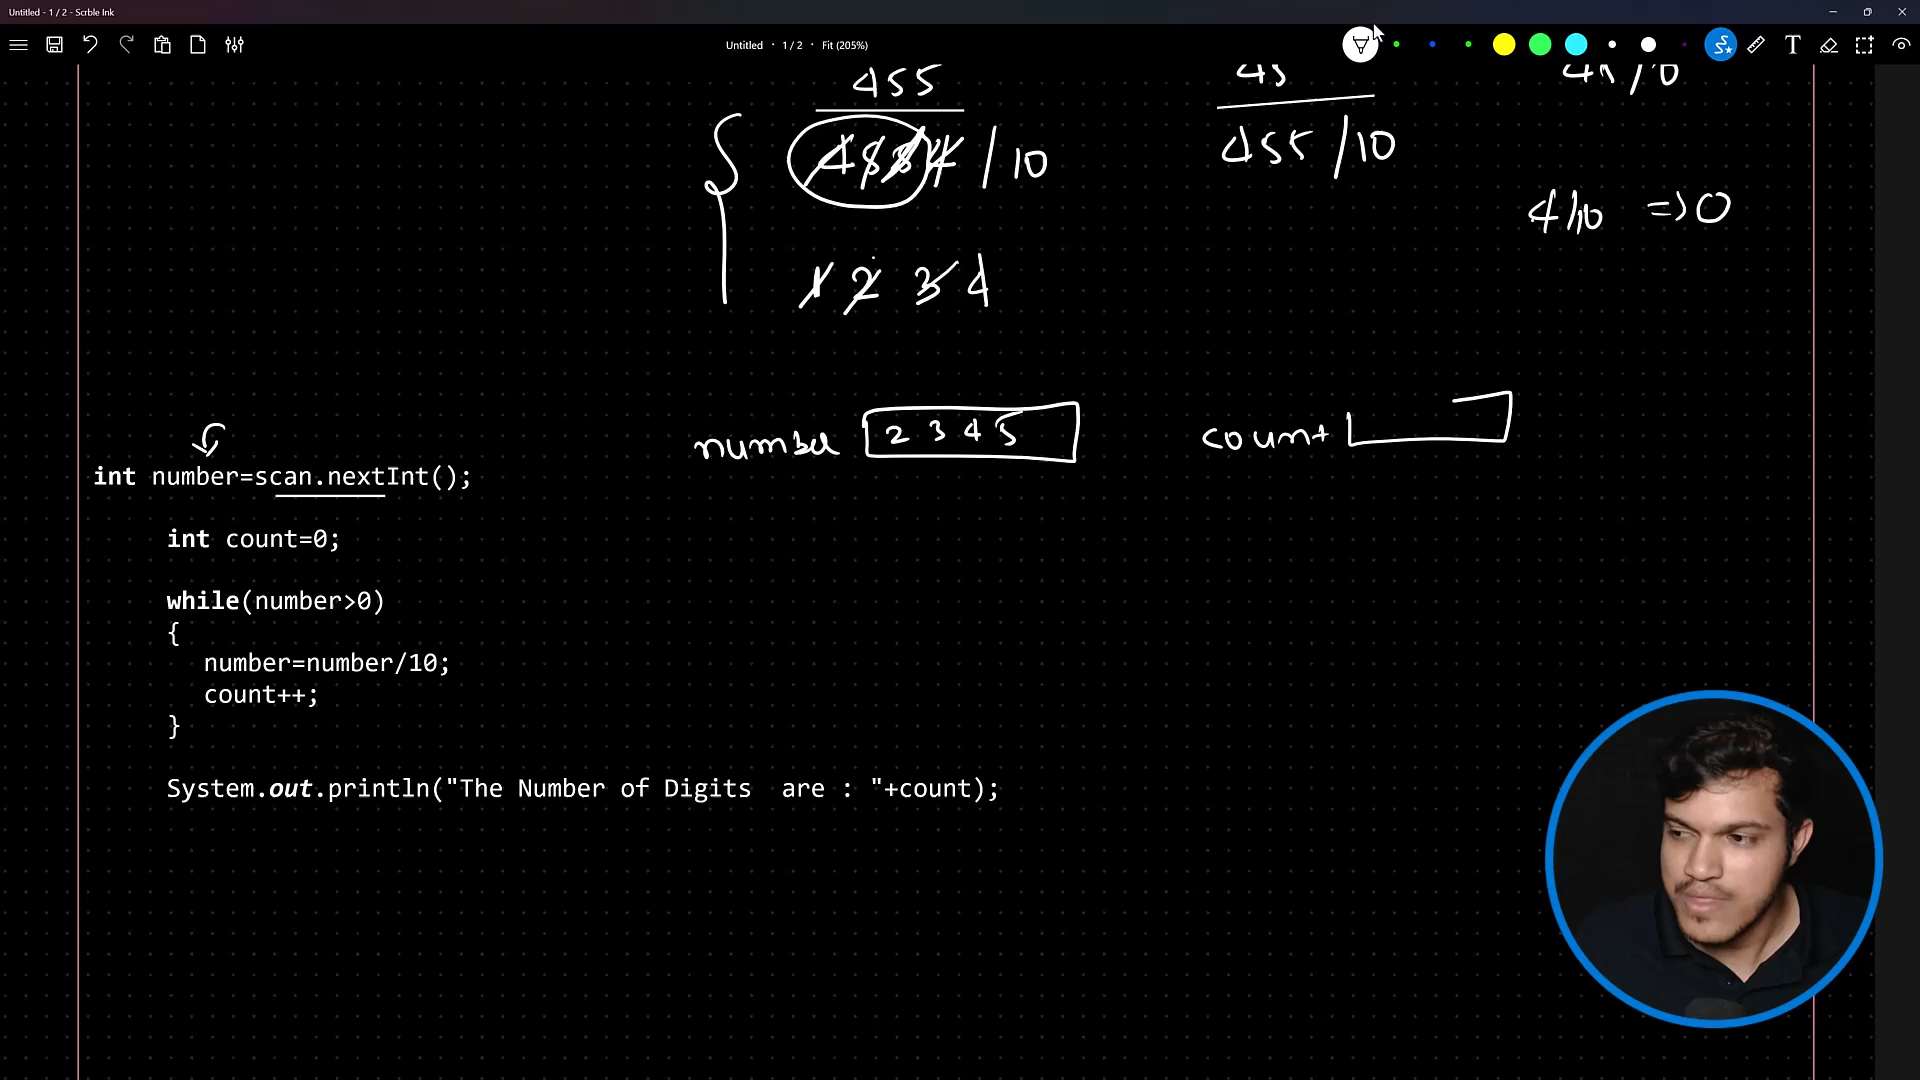 Untitled - 1 / 2 - Scrble Ink
Untitled · 1 / 2 · Fit (205%)
T
455
/ 10
455 / 10
4/10 => 0
1 2 3 4
number 2 3 4 5
count
int number=scan.nextInt();
int count=0;
while(number>0)
{
number=number/10;
count++;
}
System.out.println("The Number of Digits  are : "+count);